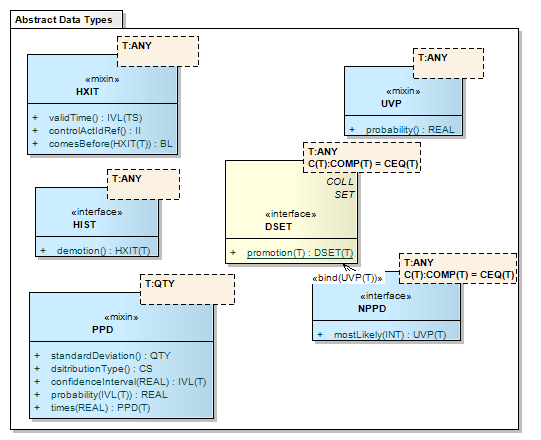 Abstract Data Types
T:ANY
«mixin»
HXIT
+ validTime() : IVL(TS)
+ controlActIdRef() : II
+ comesBefore(HXIT(T)) : BL
T:ANY
«mixin»
UVP
+ probability() : REAL
T:ANY
C(T):COMP(T) = CEQ(T)
COLL
SET
«interface»
DSET
+ promotion(T) : DSET(T)
T:ANY
«interface»
HIST
+ demotion() : HXIT(T)
«bind(UVP(T))»
T:ANY
C(T):COMP(T) = CEQ(T)
«interface»
NPPD
+ mostLikely(INT) : UVP(T)
T:QTY
«mixin»
PPD
+ standardDeviation() : QTY
+ dsitributionType() : CS
+ confidenceInterval(REAL) : IVL(T)
+ probability(IVL(T)) : REAL
+ times(REAL) : PPD(T)